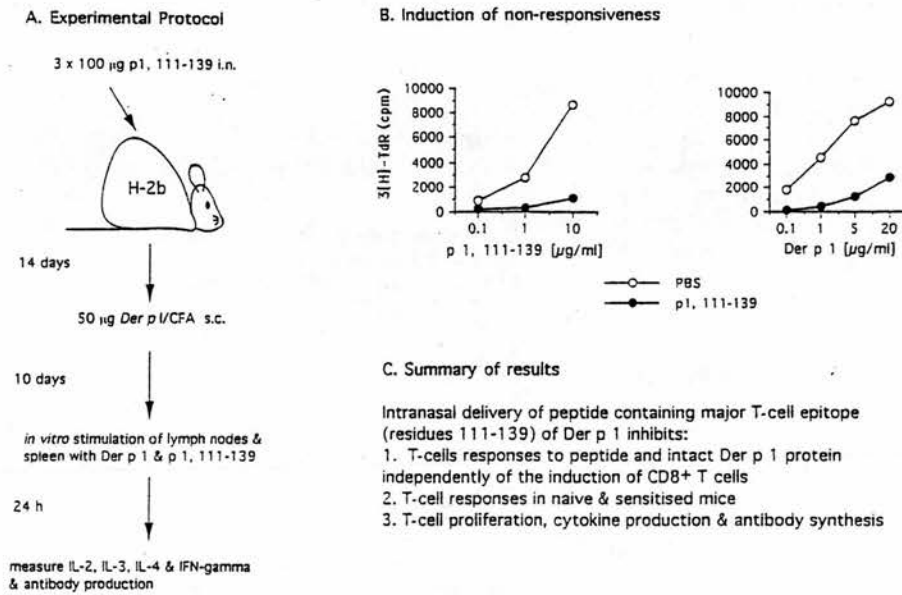 A. Experimental Protocol
3 x 100 µg p1, 111-139 i.n.
H-2b
14 days
50 µg Der p I/CFA s.c.
10 days
in vitro stimulation of lymph nodes &
spleen with Der p 1 & p 1, 111-139
24 h
measure IL-2, IL-3, IL-4 & IFN-gamma
& antibody production
B. Induction of non-responsiveness
3[H]-TdR (cpm)
10000
8000
6000
4000
2000
0
0.1 1 10
p 1, 111-139 [µg/ml]
10000
8000
6000
4000
2000
0
0.1 1 5 20
Der p 1 [µg/ml]
PBS
p1, 111-139
C. Summary of results
Intranasal delivery of peptide containing major T-cell epitope
(residues 111-139) of Der p 1 inhibits:
1. T-cells responses to peptide and intact Der p 1 protein
independently of the induction of CD8+ T cells
2. T-cell responses in naive & sensitised mice
3. T-cell proliferation, cytokine production & antibody synthesis